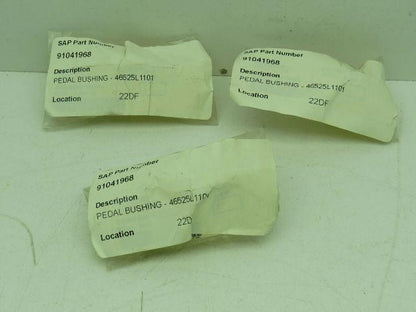 SAP Part Number
91041968
Description
PEDAL BUSHING - 46525L1101
Location 22DF
SAP Part Number
91041968
Description
PEDAL BUSHING - 46525L1101
Location 22DF
SAP Part Number
91041968
Description
PEDAL BUSHING - 46525L110
Location 22D